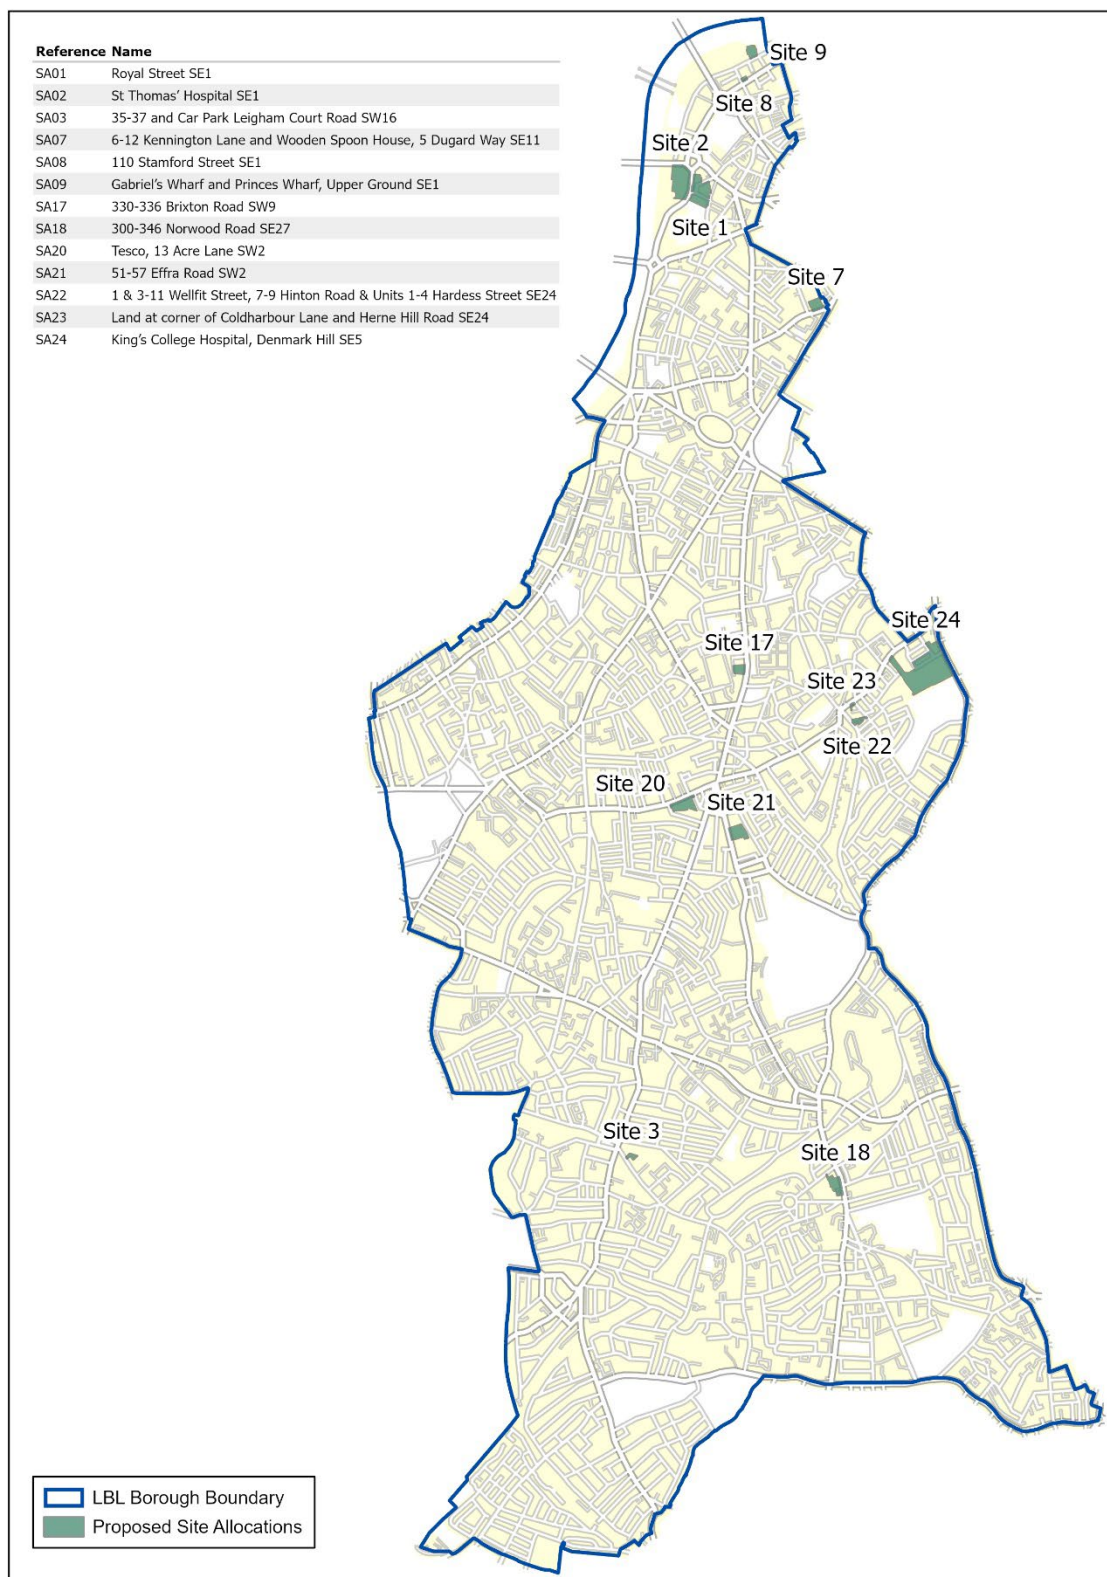 Reference Name
SA01 Royal Street SE1
SA02 St Thomas’ Hospital SE1
SA03 35-37 and Car Park Leigham Court Road SW16
SA07 6-12 Kennington Lane and Wooden Spoon House, 5 Dugard Way SE11
SA08 110 Stamford Street SE1
SA09 Gabriel’s Wharf and Princes Wharf, Upper Ground SE1
SA17 330-336 Brixton Road SW9
SA18 300-346 Norwood Road SE27
SA20 Tesco, 13 Acre Lane SW2
SA21 51-57 Effra Road SW2
SA22 1 & 3-11 Wellfit Street, 7-9 Hinton Road & Units 1-4 Hardess Street SE24
SA23 Land at corner of Coldharbour Lane and Herne Hill Road SE24
SA24 King’s College Hospital, Denmark Hill SE5
Site 9
Site 8
Site 2
Site 1
Site 7
Site 24
Site 17
Site 23
Site 22
Site 20
Site 21
Site 3
Site 18
LBL Borough Boundary
Proposed Site Allocations